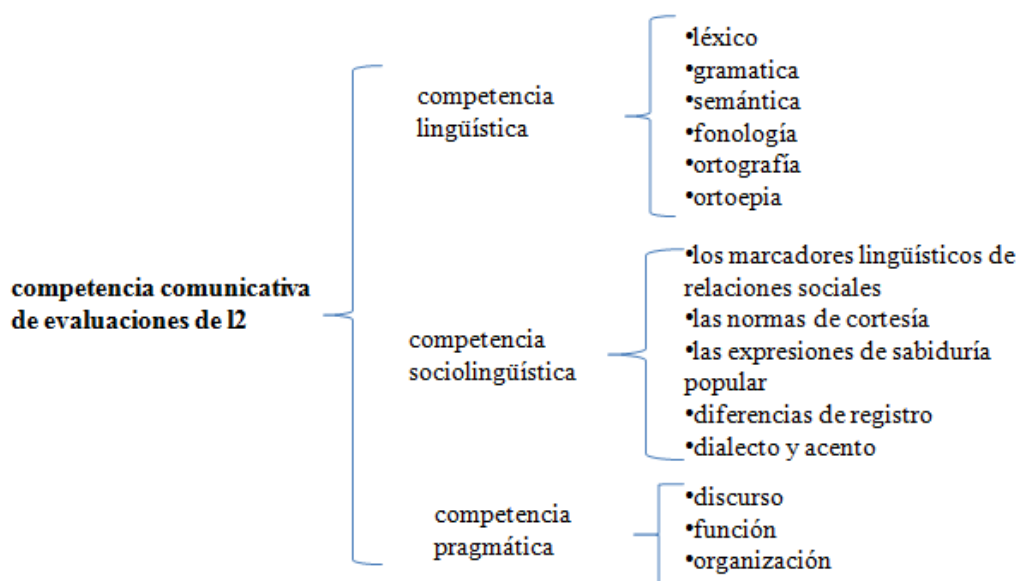 competencia comunicativa
de evaluaciones de l2
competencia
lingüística
•léxico
•gramatica
•semántica
•fonología
•ortografía
•ortoepia
competencia
sociolingüística
•los marcadores lingüísticos de
relaciones sociales
•las normas de cortesía
•las expresiones de sabiduría
popular
•diferencias de registro
•dialecto y acento
competencia
pragmática
•discurso
•función
•organización